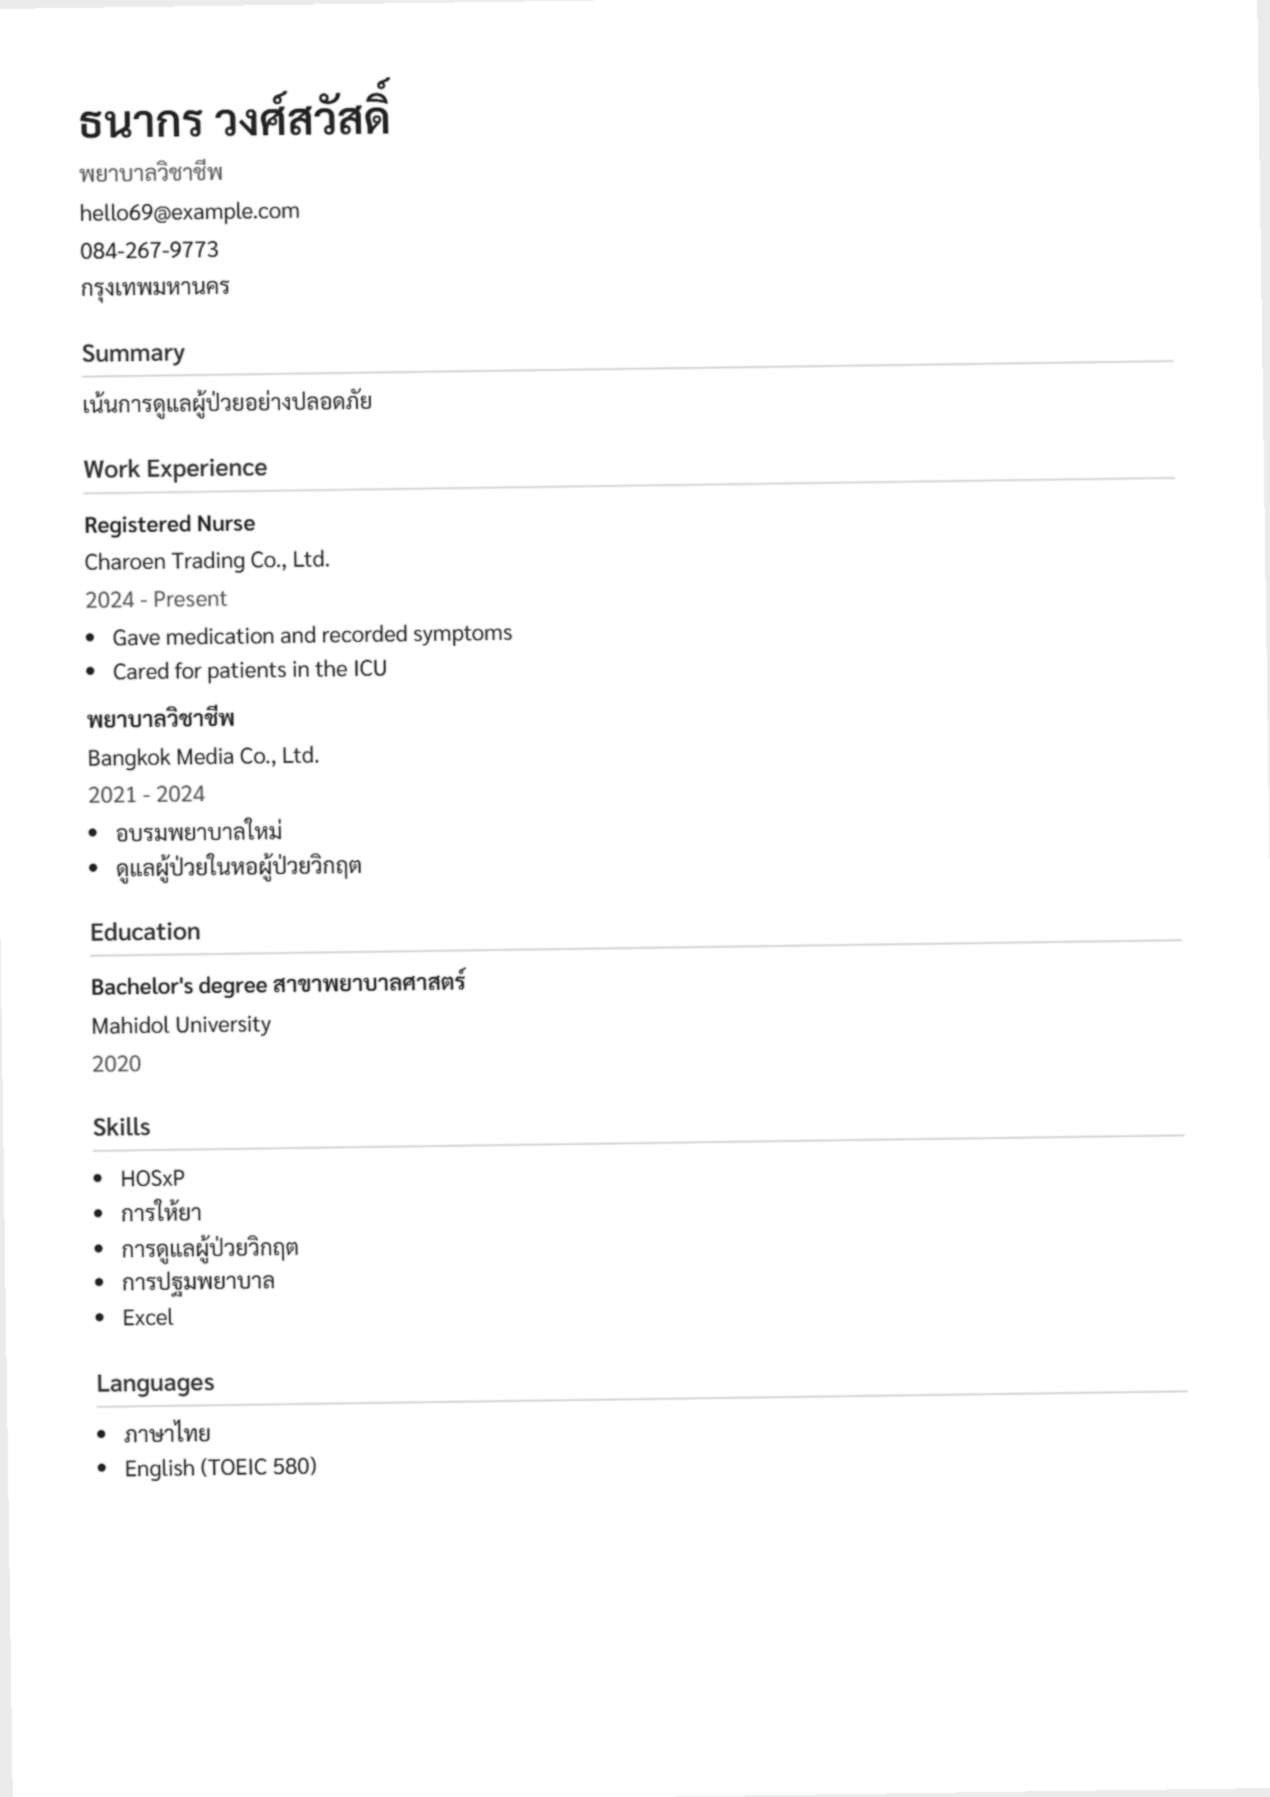 ธนากร วงศ์สวัสดิ์
พยาบาลวิชาชีพ
hello69@example.com
084-267-9773
กรุงเทพมหานคร
Summary
เน้นการดูแลผู้ป่วยอย่างปลอดภัย
Work Experience
Registered Nurse
Charoen Trading Co., Ltd.
2024 - Present
• Gave medication and recorded symptoms
• Cared for patients in the ICU
พยาบาลวิชาชีพ
Bangkok Media Co., Ltd.
2021 - 2024
• อบรมพยาบาลใหม่
• ดูแลผู้ป่วยในหอผู้ป่วยวิกฤต
Education
Bachelor's degree สาขาพยาบาลศาสตร์
Mahidol University
2020
Skills
• HOSxP
• การให้ยา
• การดูแลผู้ป่วยวิกฤต
• การปฐมพยาบาล
• Excel
Languages
• ภาษาไทย
• English (TOEIC 580)